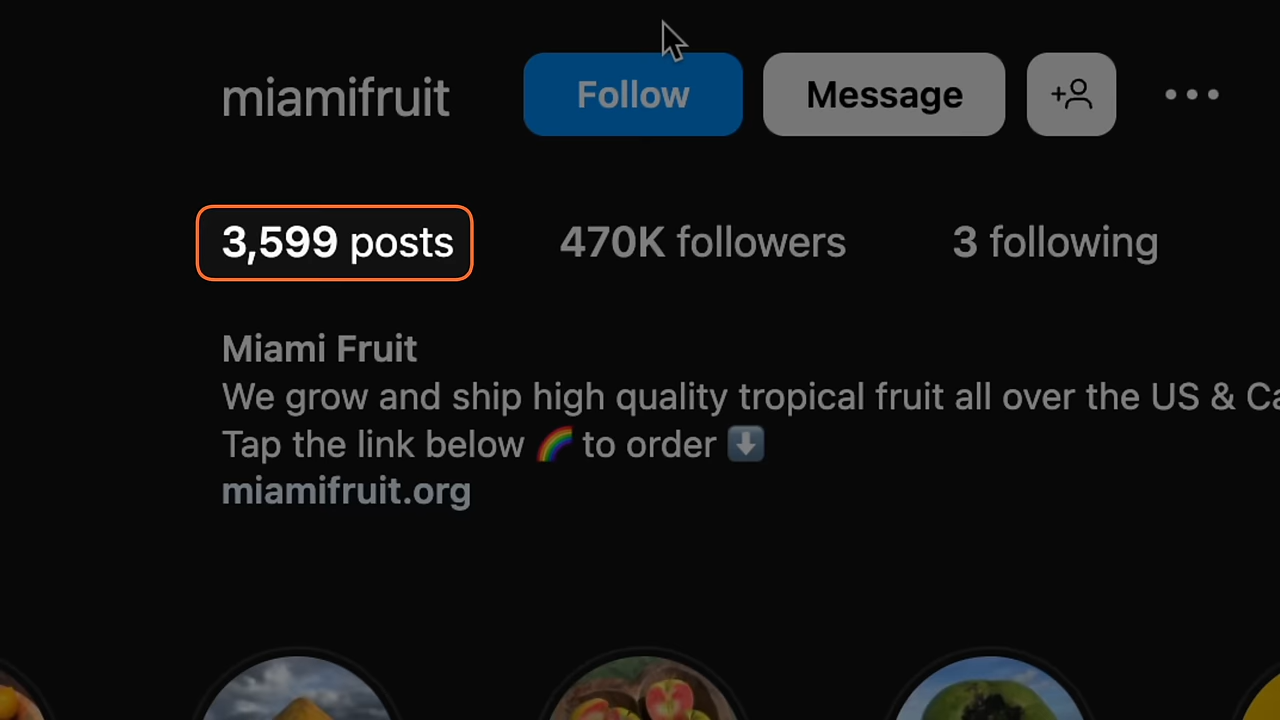 miamifruit Follow Message
3,599 posts 470K followers 3 following
Miami Fruit
We grow and ship high quality tropical fruit all over the US &
Tap the link below 🌈 to order ⬇️
miamifruit.org